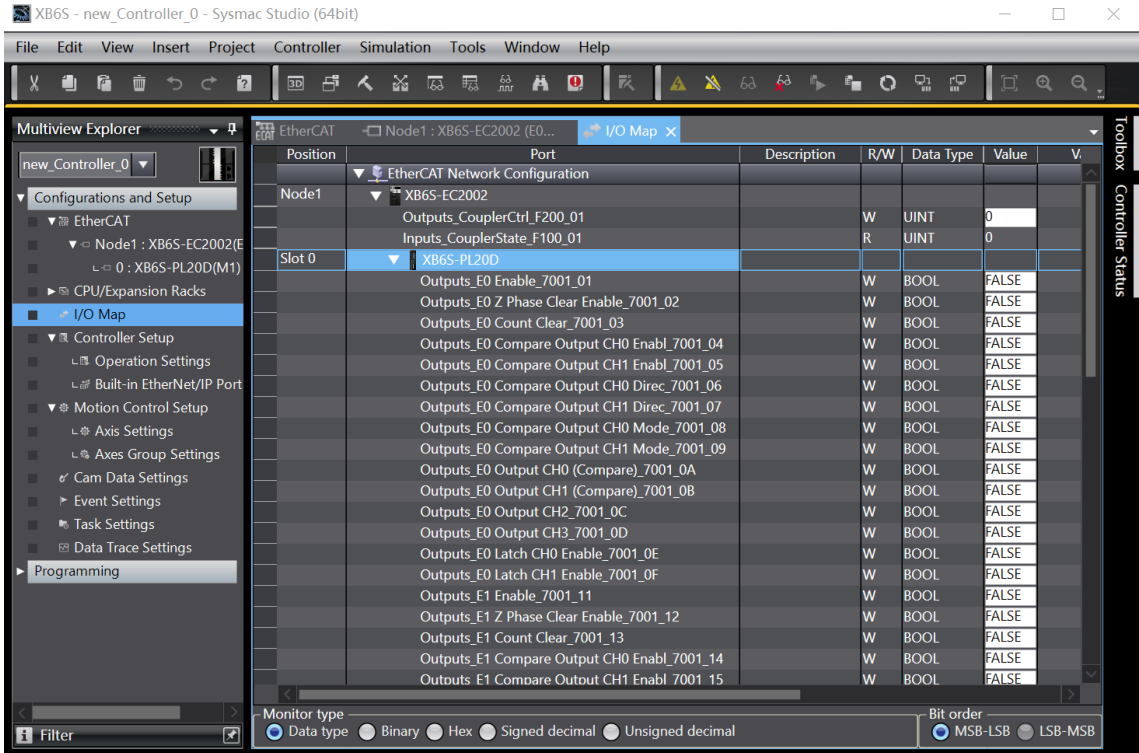 XB6S - new_Controller_0 - Sysmac Studio (64bit)
File Edit View Insert Project Controller Simulation Tools Window Help
Multiview Explorer
new_Controller_0
Configurations and Setup
EtherCAT
Node1 : XB6S-EC2002(E
0 : XB6S-PL20D(M1)
CPU/Expansion Racks
I/O Map
Controller Setup
Operation Settings
Built-in EtherNet/IP Port
Motion Control Setup
Axis Settings
Axes Group Settings
Cam Data Settings
Event Settings
Task Settings
Data Trace Settings
Programming
Filter
EtherCAT Node1 : XB6S-EC2002 (E0... I/O Map
Position Port Description R/W Data Type Value V
EtherCAT Network Configuration
Node1 XB6S-EC2002
Outputs_CouplerCtrl_F200_01 W UINT 0
Inputs_CouplerState_F100_01 R UINT 0
Slot 0 XB6S-PL20D
Outputs_E0 Enable_7001_01 W BOOL FALSE
Outputs_E0 Z Phase Clear Enable_7001_02 W BOOL FALSE
Outputs_E0 Count Clear_7001_03 W BOOL FALSE
Outputs_E0 Compare Output CH0 Enabl_7001_04 W BOOL FALSE
Outputs_E0 Compare Output CH1 Enabl_7001_05 W BOOL FALSE
Outputs_E0 Compare Output CH0 Direc_7001_06 W BOOL FALSE
Outputs_E0 Compare Output CH1 Direc_7001_07 W BOOL FALSE
Outputs_E0 Compare Output CH0 Mode_7001_08 W BOOL FALSE
Outputs_E0 Compare Output CH1 Mode_7001_09 W BOOL FALSE
Outputs_E0 Output CH0 (Compare)_7001_0A W BOOL FALSE
Outputs_E0 Output CH1 (Compare)_7001_0B W BOOL FALSE
Outputs_E0 Output CH2_7001_0C W BOOL FALSE
Outputs_E0 Output CH3_7001_0D W BOOL FALSE
Outputs_E0 Latch CH0 Enable_7001_0E W BOOL FALSE
Outputs_E0 Latch CH1 Enable_7001_0F W BOOL FALSE
Outputs_E1 Enable_7001_11 W BOOL FALSE
Outputs_E1 Z Phase Clear Enable_7001_12 W BOOL FALSE
Outputs_E1 Count Clear_7001_13 W BOOL FALSE
Outputs_E1 Compare Output CH0 Enabl_7001_14 W BOOL FALSE
Outputs_E1 Compare Output CH1 Enabl_7001_15 W BOOL FALSE
Monitor type
Data type Binary Hex Signed decimal Unsigned decimal
Bit order
MSB-LSB LSB-MSB
Toolbox
Controller Status